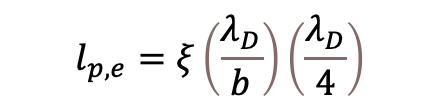 l_{p,e} = ξ (λ_D / b) (λ_D / 4)